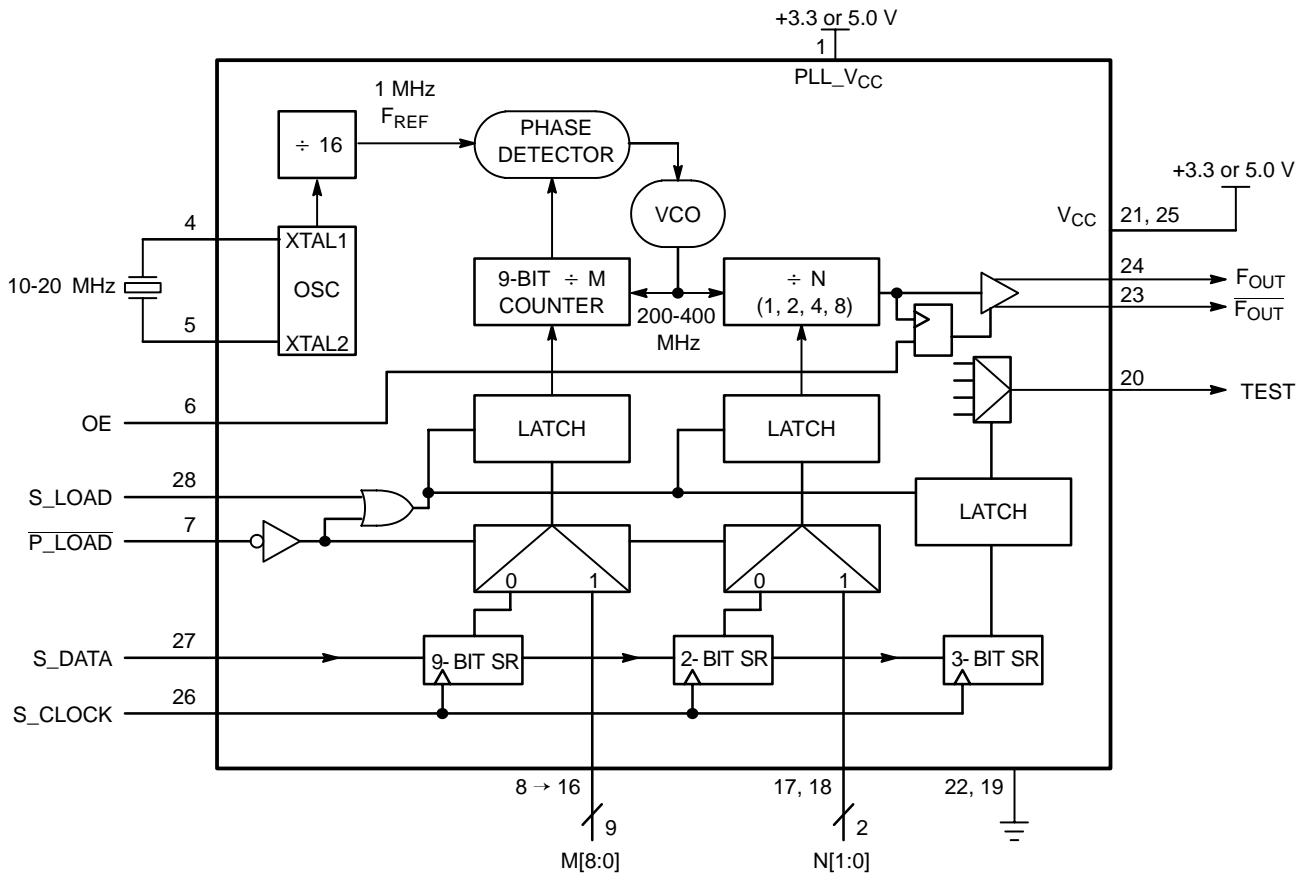 +3.3 or 5.0 V
1
PLL_VCC
1 MHz
FREF
÷ 16
PHASE
DETECTOR
+3.3 or 5.0 V
VCO
VCC
21, 25
4
XTAL1
10-20 MHz
OSC
5
XTAL2
9-BIT ÷ M
COUNTER
200-400
MHz
÷ N
(1, 2, 4, 8)
24
FOUT
23
FOUT
20
TEST
6
OE
LATCH
LATCH
28
S_LOAD
7
P_LOAD
LATCH
0 1
0 1
27
S_DATA
9- BIT SR
2- BIT SR
3- BIT SR
26
S_CLOCK
8 → 16
17, 18
22, 19
9
2
M[8:0]
N[1:0]